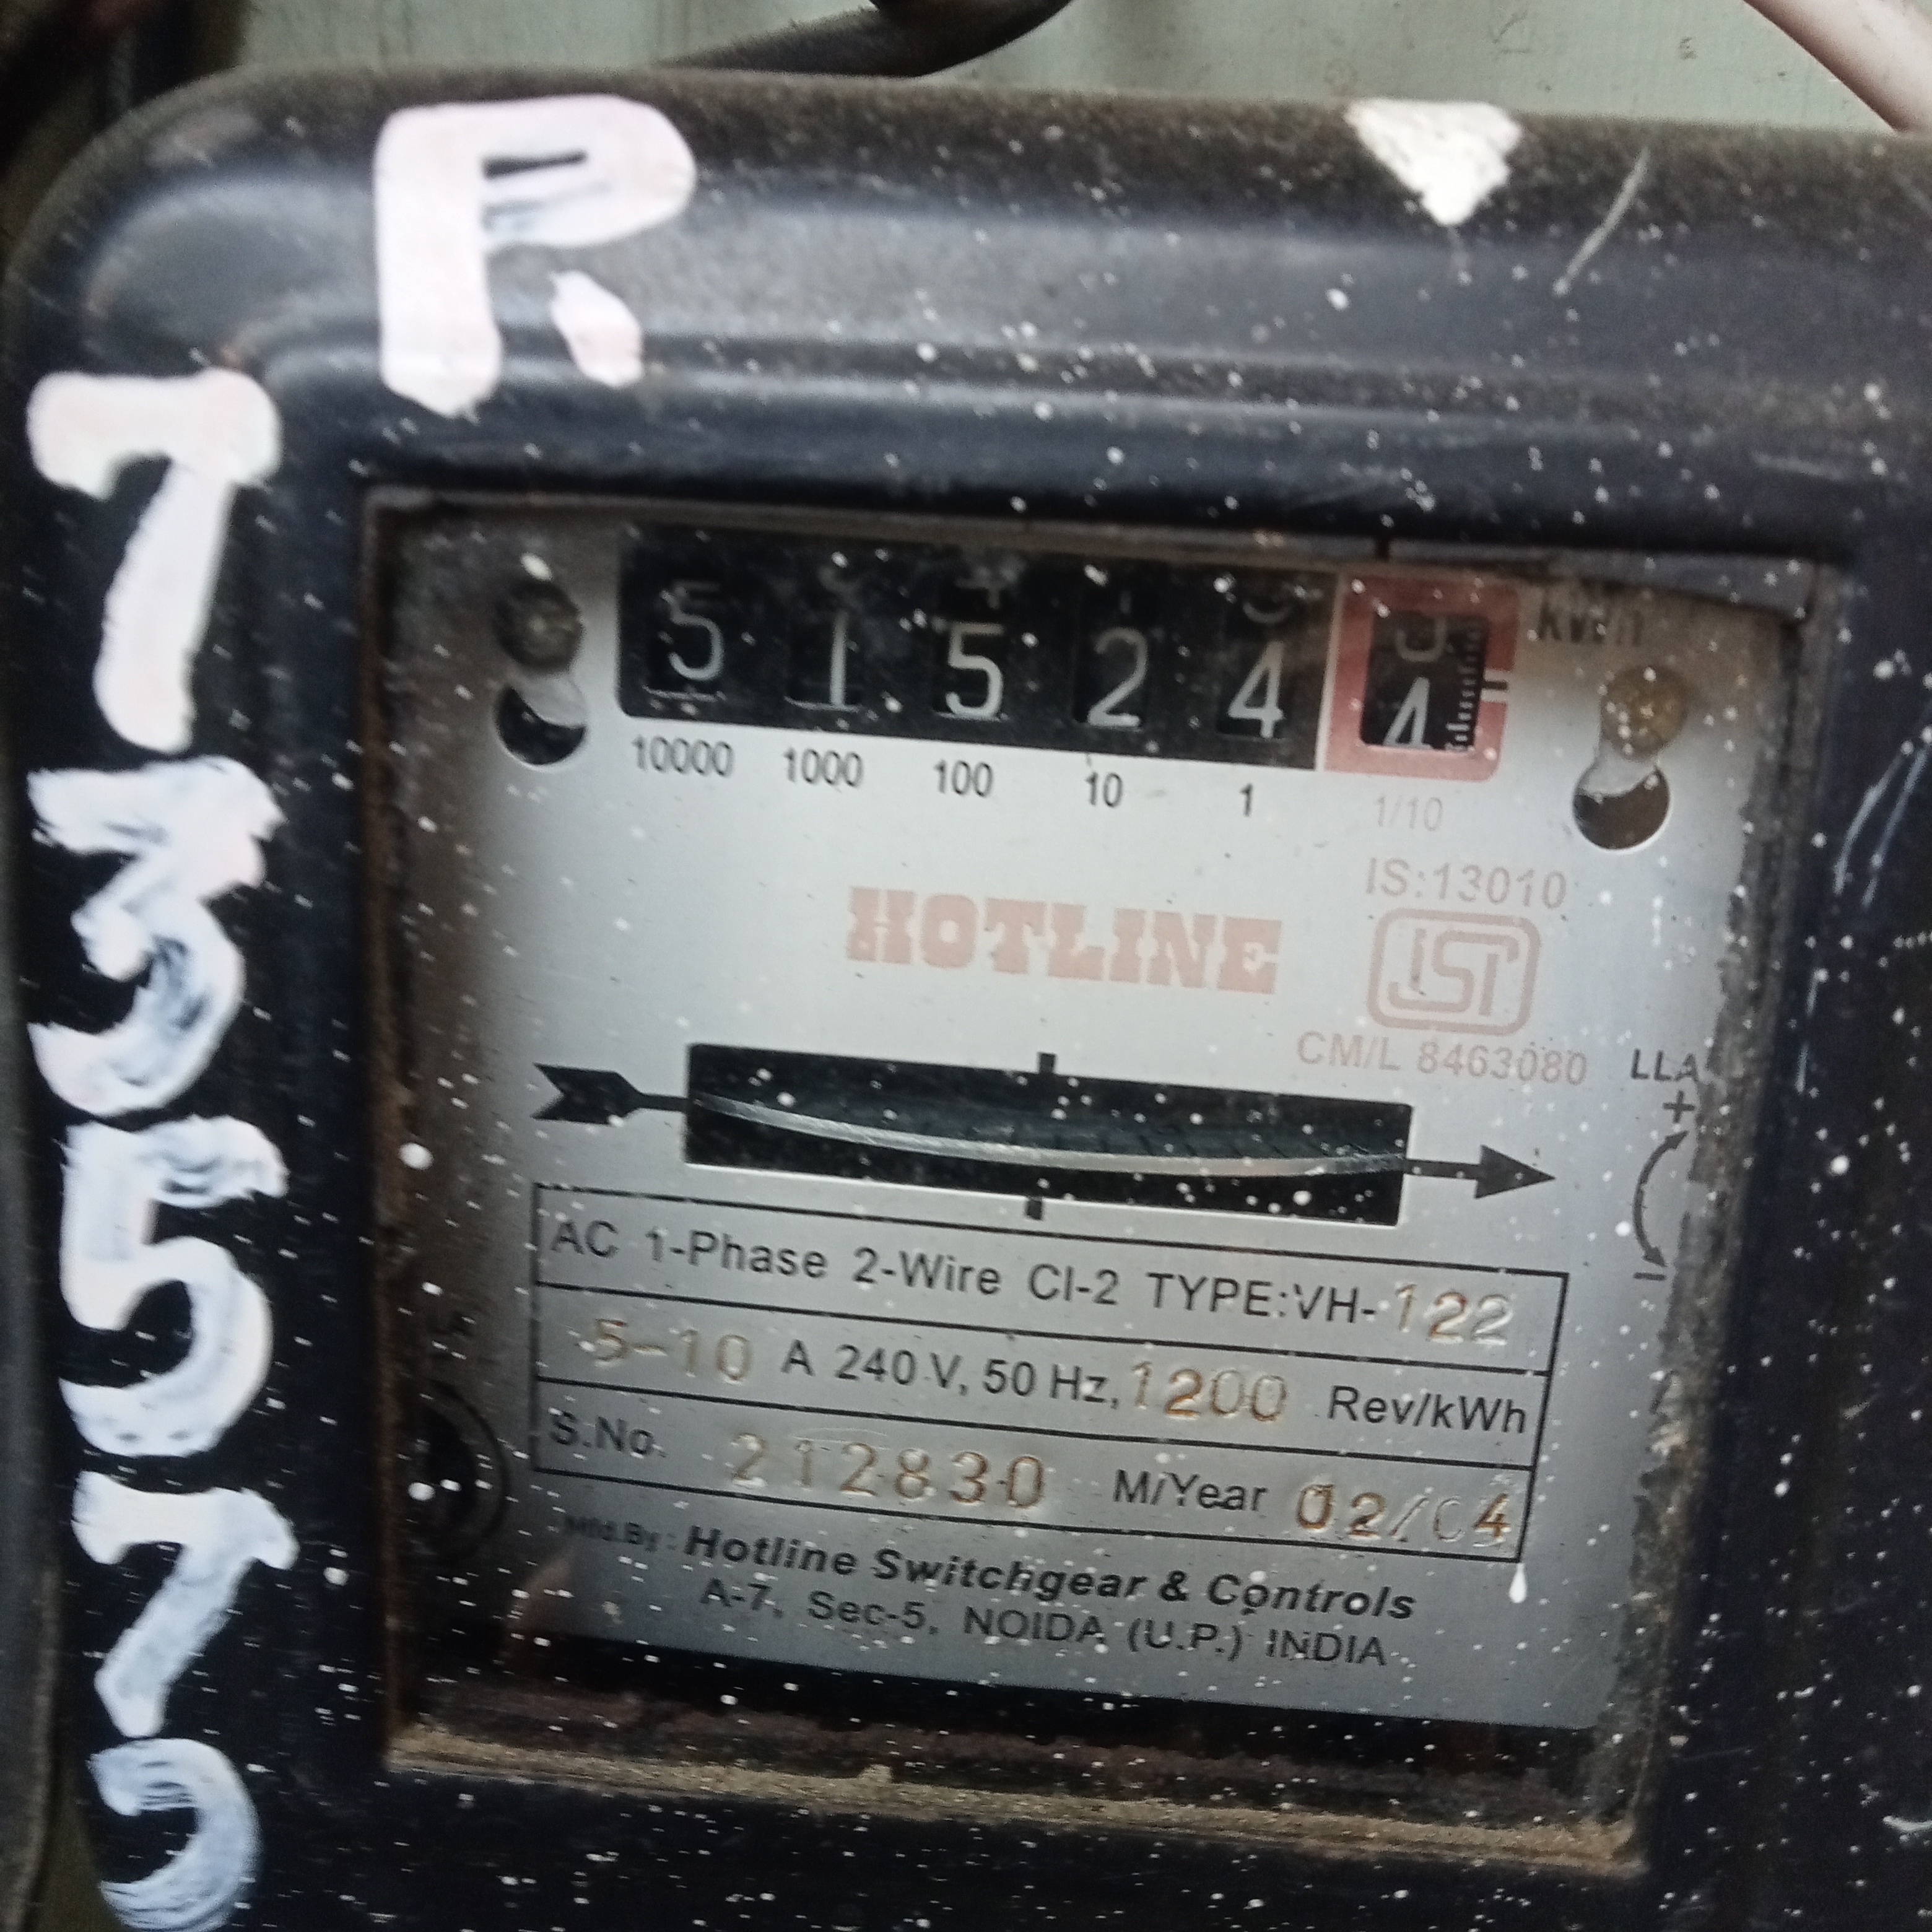 R
7
3
5
7
5 1 5 2 4 4
kWh
10000 1000 100 10 1 1/10
IS:13010
HOTLINE
ISI
CM/L 8463080
LLA
+
-
AC 1-Phase 2-Wire Cl-2 TYPE:VH-122
5-10 A 240 V, 50 Hz, 1200 Rev/kWh
S.No. 212830 M/Year 02/04
Mfd.By: Hotline Switchgear & Controls
A-7, Sec-5, NOIDA (U.P.) INDIA